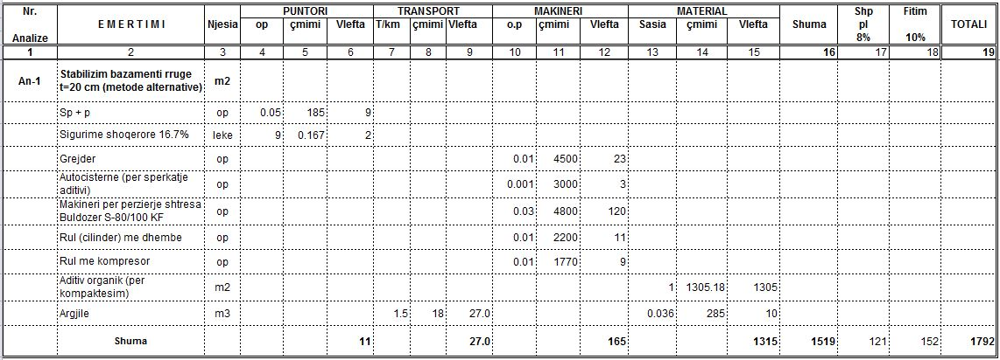 Nr. Analize E M E R T I M I Njesia PUNTORI TRANSPORT MAKINERI MATERIAL Shuma Shp pl 8% Fitim 10% TOTALI
op çmimi Vlefta T/km çmimi Vlefta o.p çmimi Vlefta Sasia çmimi Vlefta
1 2 3 4 5 6 7 8 9 10 11 12 13 14 15 16 17 18 19
An-1 Stabilizim bazamenti rruge t=20 cm (metode alternative) m2
Sp + p op 0.05 185 9
Sigurime shoqerore 16.7% leke 9 0.167 2
Grejder op 0.01 4500 23
Autocisterne (per sperkatje aditivi) op 0.001 3000 3
Makineri per perzierje shtresa Buldozer S-80/100 KF op 0.03 4800 120
Rul (cilinder) me dhembe op 0.01 2200 11
Rul me kompresor op 0.01 1770 9
Aditiv organik (per kompaktesim) m2 1 1305.18 1305
Argjile m3 1.5 18 27.0 0.036 285 10
Shuma 11 27.0 165 1315 1519 121 152 1792